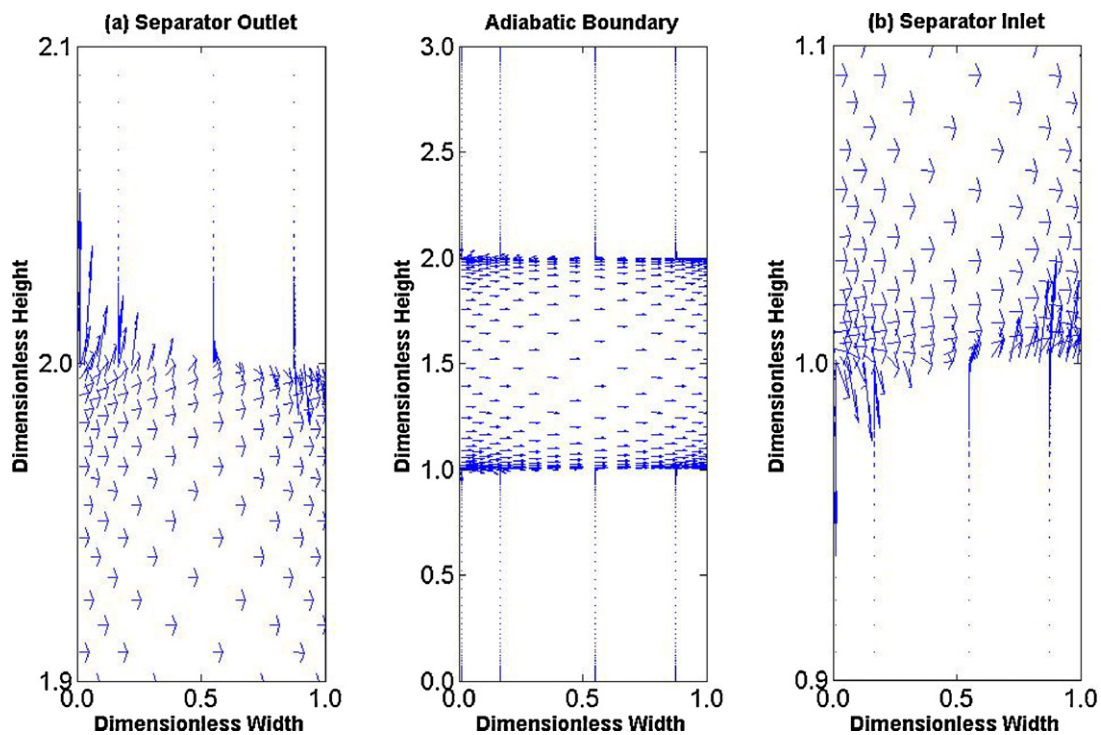 (a) Separator Outlet
2.1
2.0
1.9
0.0 0.5 1.0
Dimensionless Height
Dimensionless Width
Adiabatic Boundary
3.0
2.5
2.0
1.5
1.0
0.5
0.0
0.0 0.5 1.0
Dimensionless Height
Dimensionless Width
(b) Separator Inlet
1.1
1.0
0.9
0.0 0.5 1.0
Dimensionless Height
Dimensionless Width